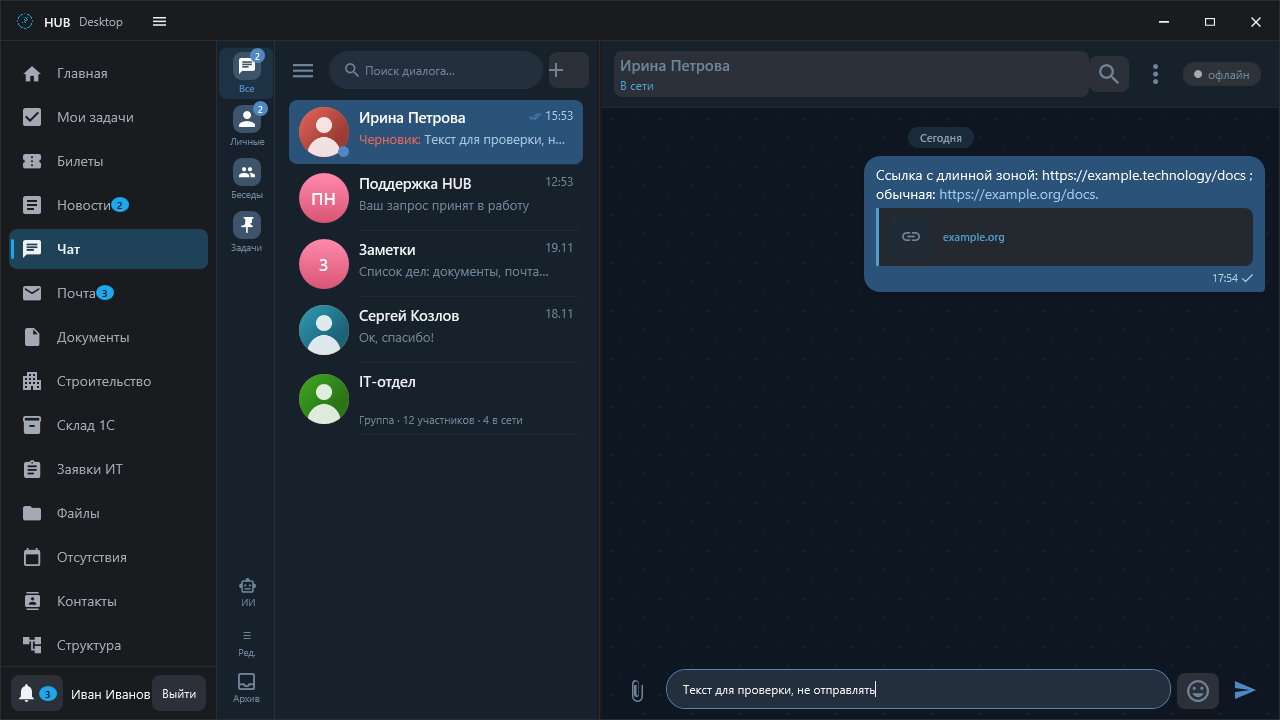 HUB Desktop
Главная
Мои задачи
Билеты
Новости 2
Чат
Почта 3
Документы
Строительство
Склад 1С
Заявки ИТ
Файлы
Отсутствия
Контакты
Структура
3 Иван Иванов Выйти
2
Все
2
Личные
Беседы
Задачи
ИИ
Ред.
Архив
Поиск диалога...
Ирина Петрова 15:53
Черновик: Текст для проверки, н...
ПН
Поддержка HUB 12:53
Ваш запрос принят в работу
З
Заметки 19.11
Список дел: документы, почта...
Сергей Козлов 18.11
Ок, спасибо!
IT-отдел
Группа · 12 участников · 4 в сети
Ирина Петрова
В сети
офлайн
Сегодня
Ссылка с длинной зоной: https://example.technology/docs ;
обычная: https://example.org/docs.
example.org
17:54
Текст для проверки, не отправлять